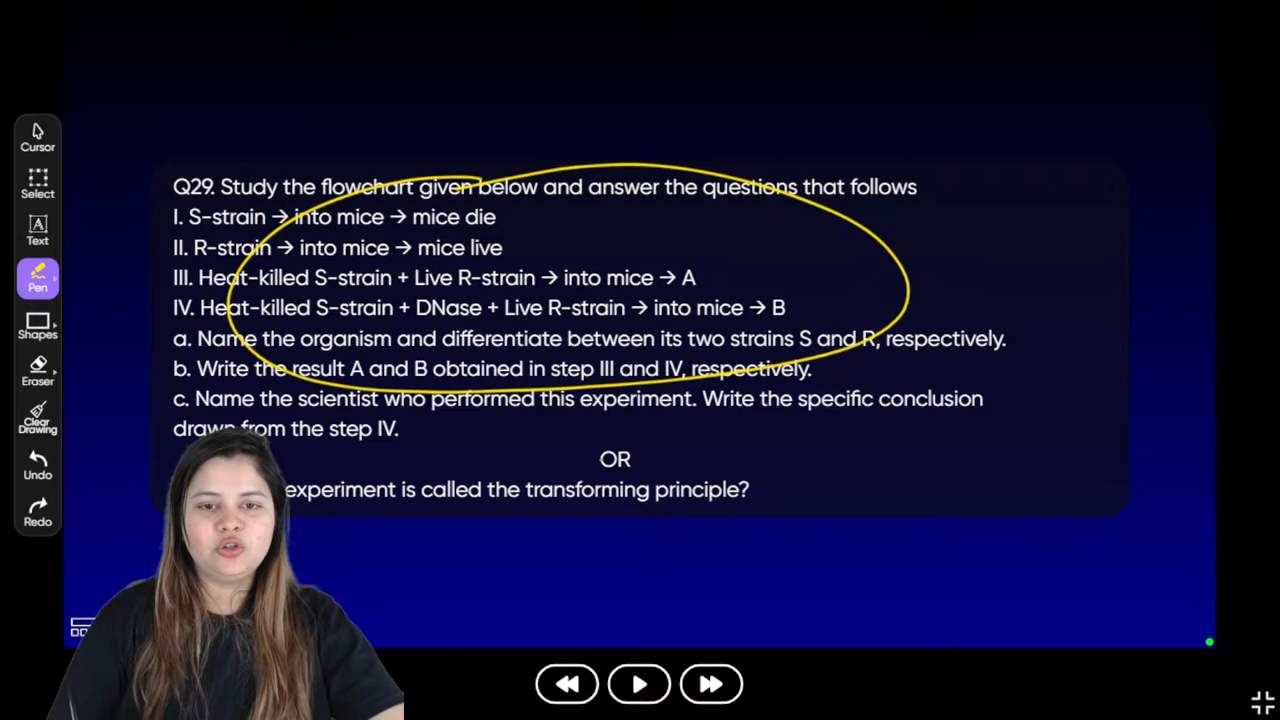 Cursor
Select
Text
Pen
Shapes
Eraser
Clear
Drawing
Undo
Redo
Q29. Study the flowchart given below and answer the questions that follows
I. S-strain → into mice → mice die
II. R-strain → into mice → mice live
III. Heat-killed S-strain + Live R-strain → into mice → A
IV. Heat-killed S-strain + DNase + Live R-strain → into mice → B
a. Name the organism and differentiate between its two strains S and R, respectively.
b. Write the result A and B obtained in step III and IV, respectively.
c. Name the scientist who performed this experiment. Write the specific conclusion
drawn from the step IV.
OR
experiment is called the transforming principle?